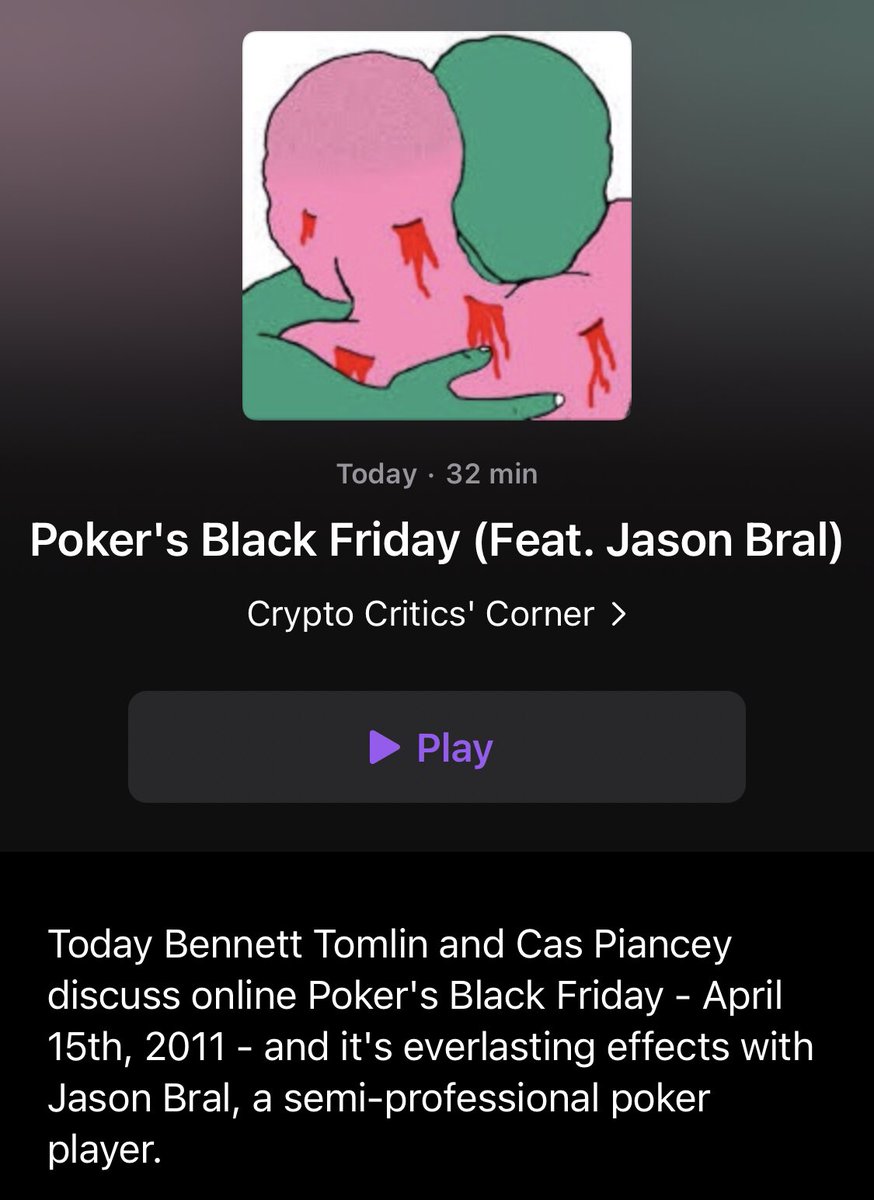 Today · 32 min
Poker's Black Friday (Feat. Jason Bral)
Crypto Critics' Corner
Play
Today Bennett Tomlin and Cas Piancey
discuss online Poker's Black Friday - April
15th, 2011 - and it's everlasting effects with
Jason Bral, a semi-professional poker
player.